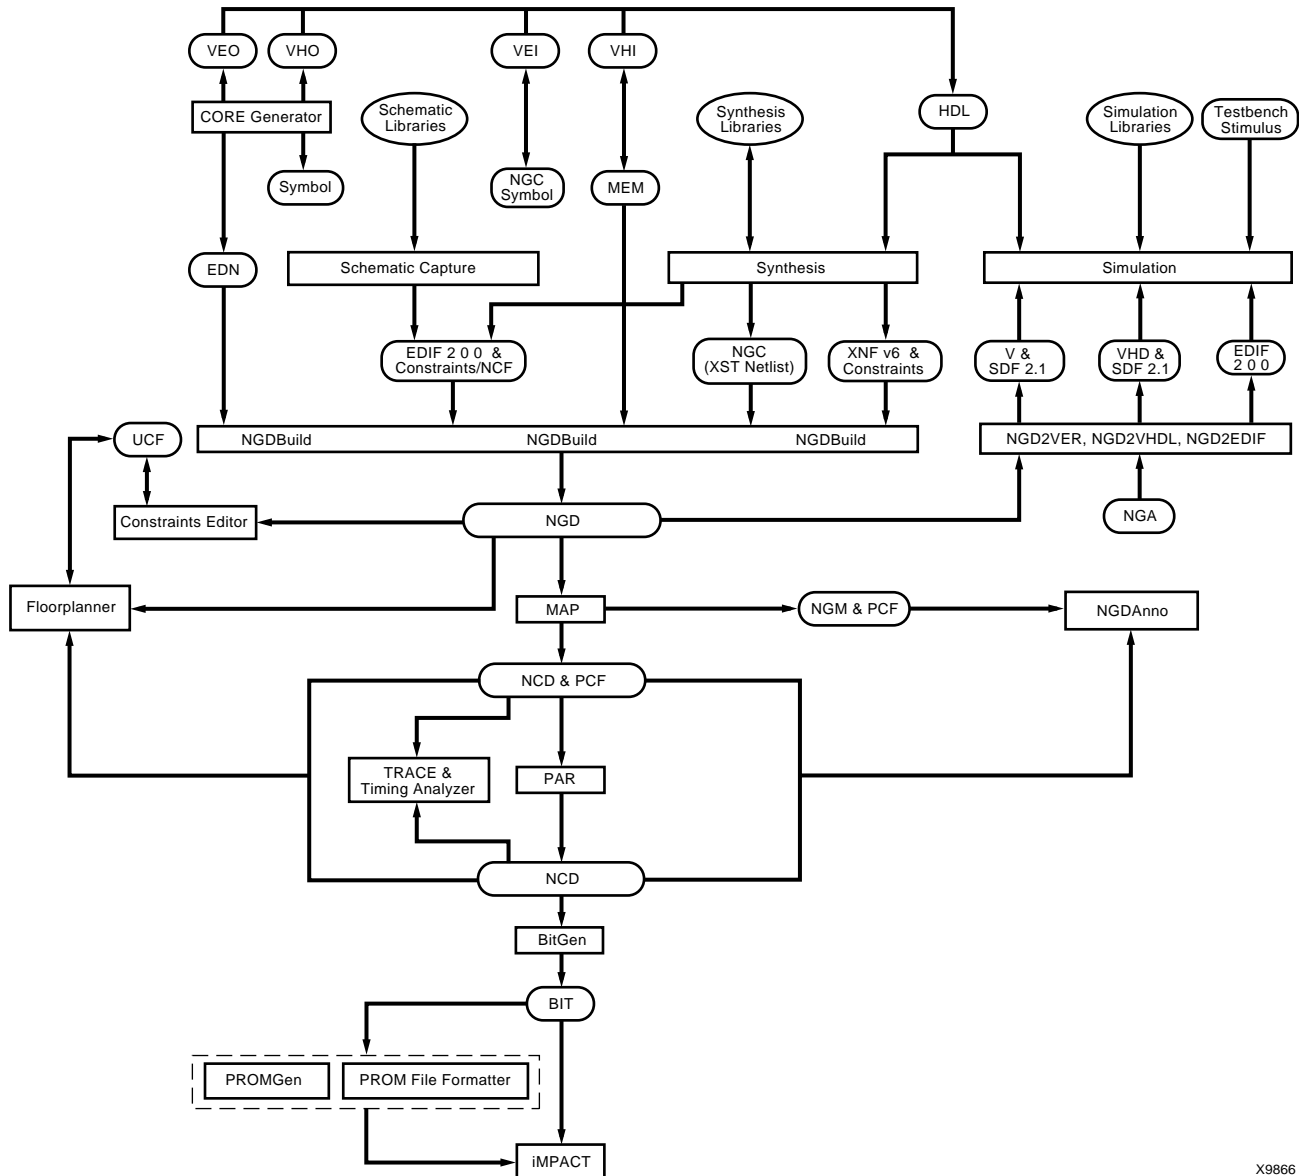 VEO
VHO
VEI
VHI
CORE Generator
Schematic
Libraries
Synthesis
Libraries
HDL
Simulation
Libraries
Testbench
Stimulus
Symbol
NGC
Symbol
MEM
EDN
Schematic Capture
Synthesis
Simulation
EDIF 2 0 0 &
Constraints/NCF
NGC
(XST Netlist)
XNF v6 &
Constraints
V &
SDF 2.1
VHD &
SDF 2.1
EDIF
2 0 0
UCF
NGDBuild
NGDBuild
NGDBuild
NGD2VER, NGD2VHDL, NGD2EDIF
Constraints Editor
NGD
NGA
Floorplanner
MAP
NGM & PCF
NGDAnno
NCD & PCF
TRACE &
Timing Analyzer
PAR
NCD
BitGen
BIT
PROMGen
PROM File Formatter
iMPACT
X9866